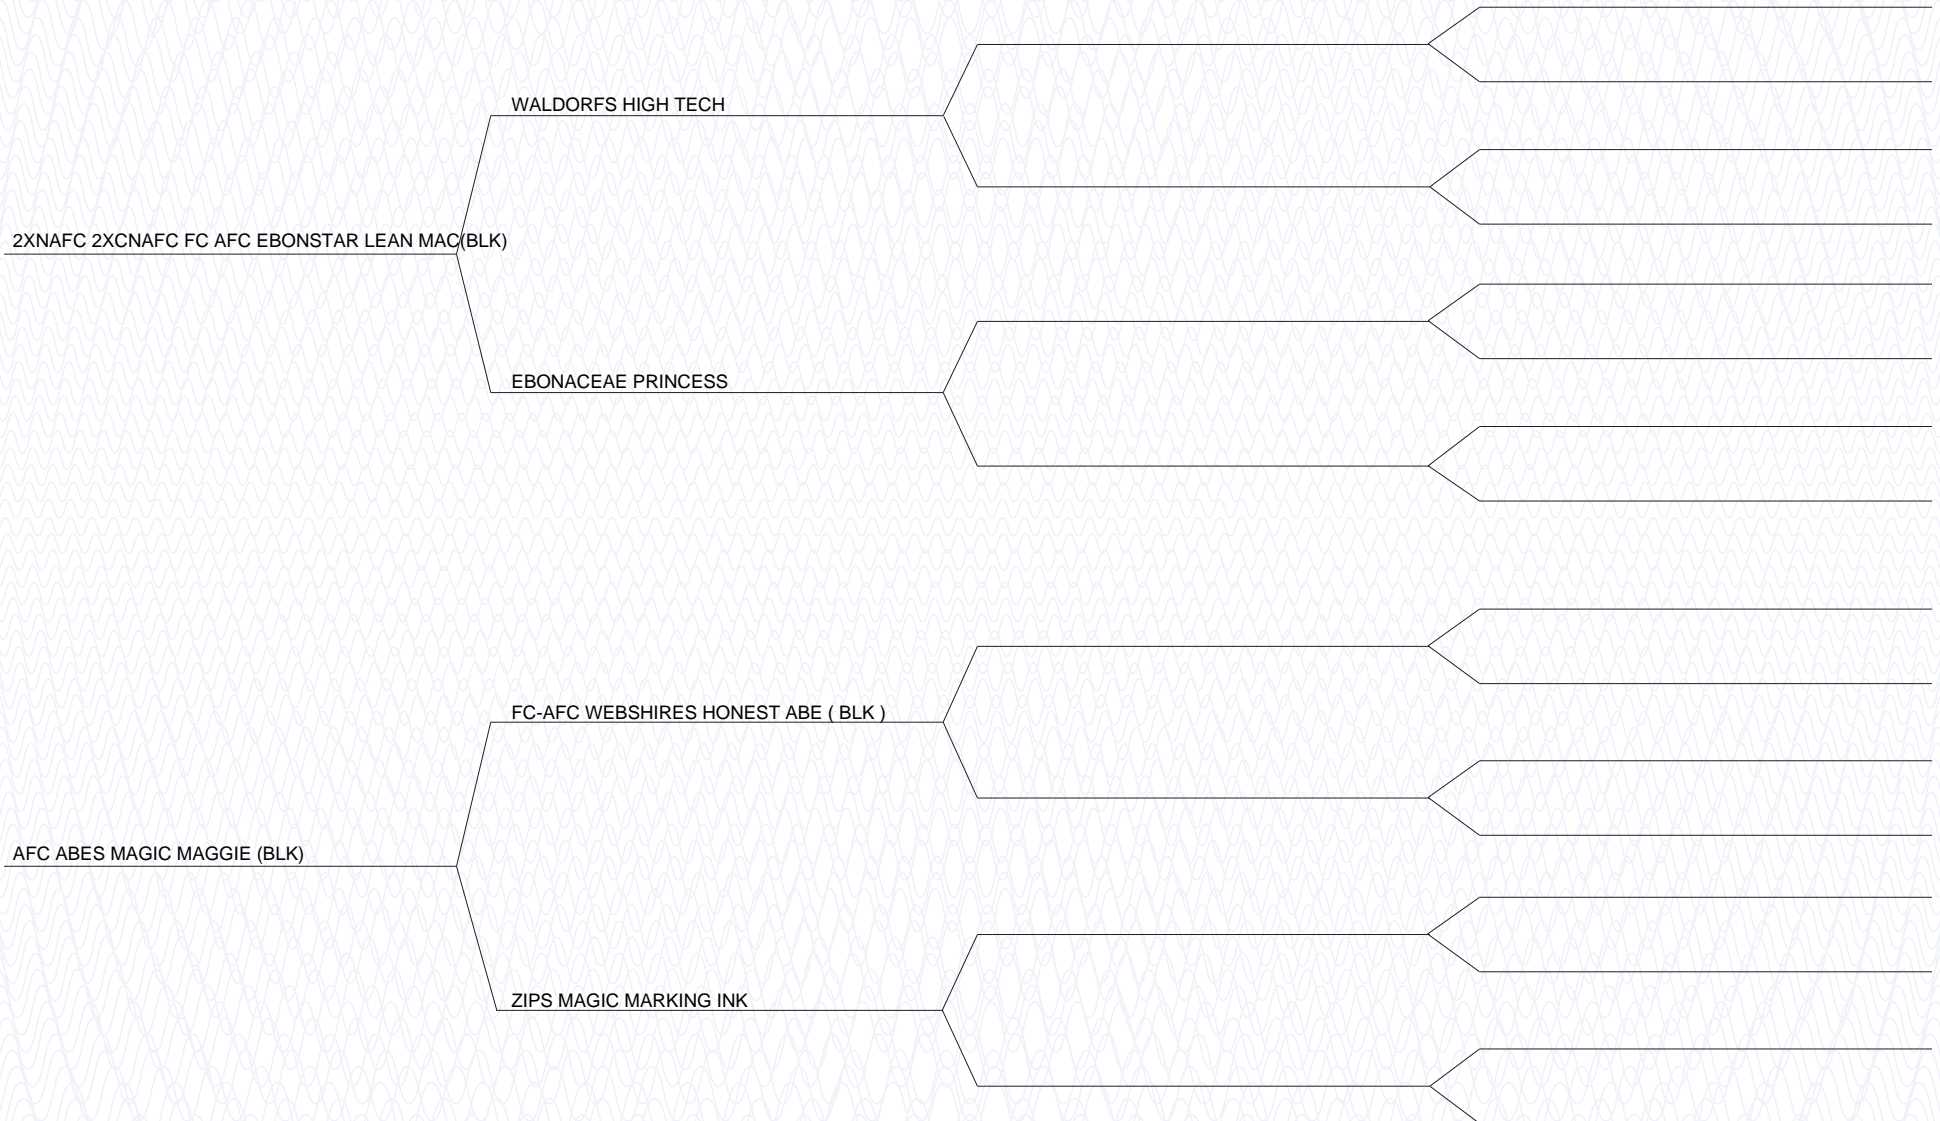 WALDORFS HIGH TECH
2XNAFC 2XCNAFC FC AFC EBONSTAR LEAN MAC(BLK)
EBONACEAE PRINCESS
FC-AFC WEBSHIRES HONEST ABE ( BLK )
AFC ABES MAGIC MAGGIE (BLK)
ZIPS MAGIC MARKING INK